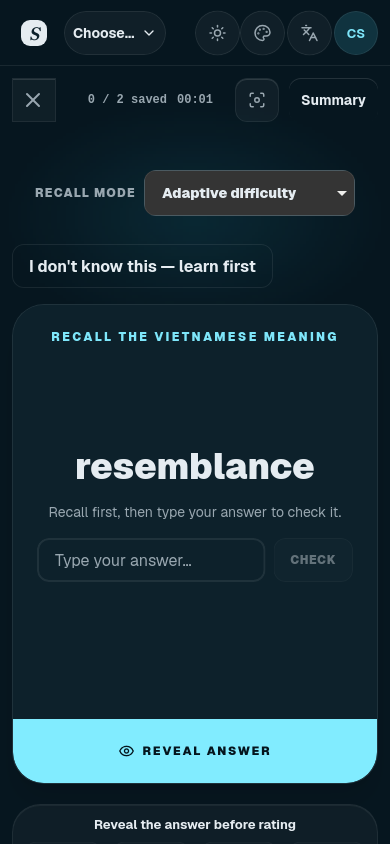 S
Choose...
CS
0 / 2 saved 00:01
Summary
RECALL MODE
Adaptive difficulty
I don't know this — learn first
RECALL THE VIETNAMESE MEANING
resemblance
Recall first, then type your answer to check it.
Type your answer...
CHECK
REVEAL ANSWER
Reveal the answer before rating